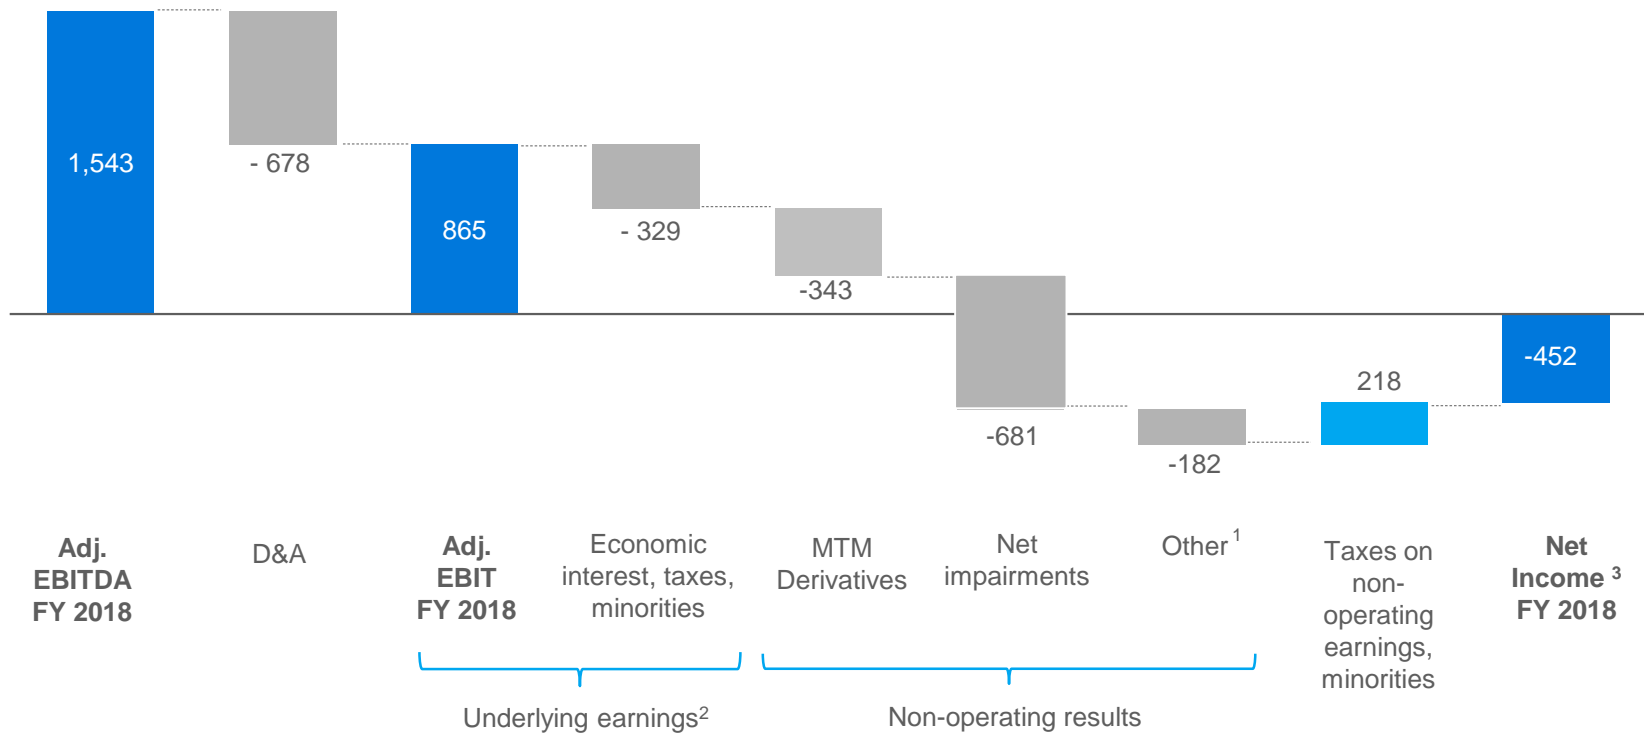 1,543
- 678
865
- 329
-343
-681
-182
218
-452
Adj.
EBITDA
FY 2018
D&A
Adj.
EBIT
FY 2018
Economic
interest, taxes,
minorities
MTM
Derivatives
Net
impairments
Other 1
Taxes on
non-
operating
earnings,
minorities
Net
Income 3
FY 2018
Underlying earnings2
Non-operating results